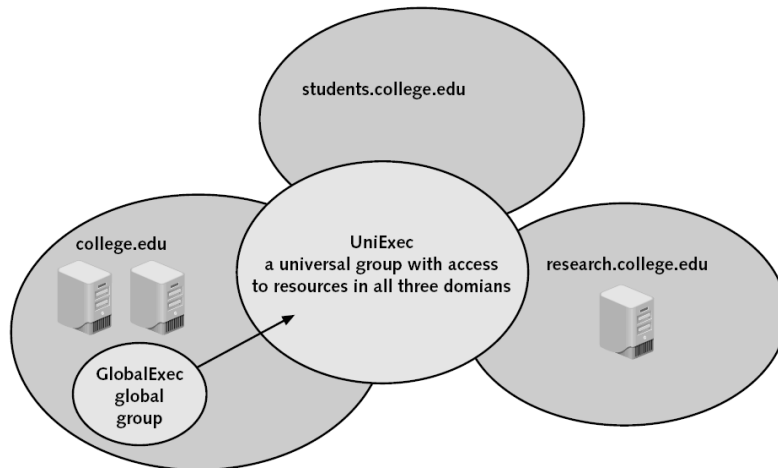 students.college.edu
college.edu
UniExec
a universal group with access
to resources in all three domians
research.college.edu
GlobalExec
global
group